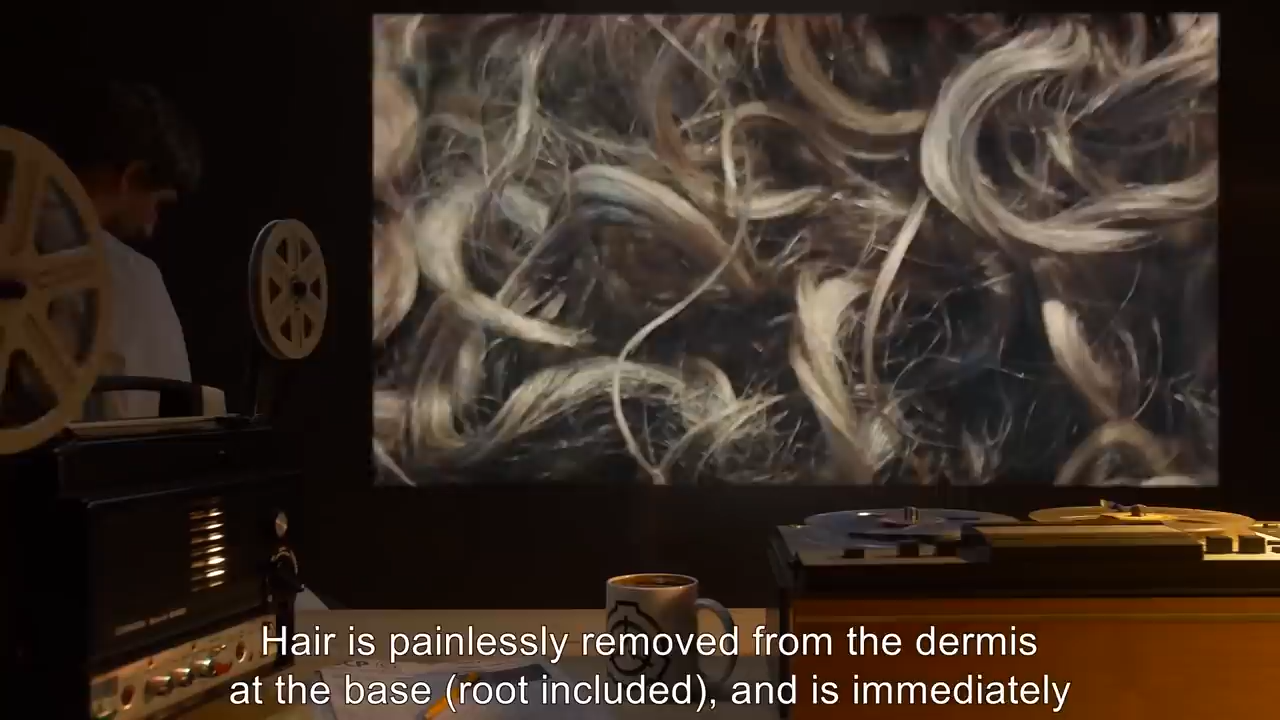 Hair is painlessly removed from the dermis
at the base (root included), and is immediately